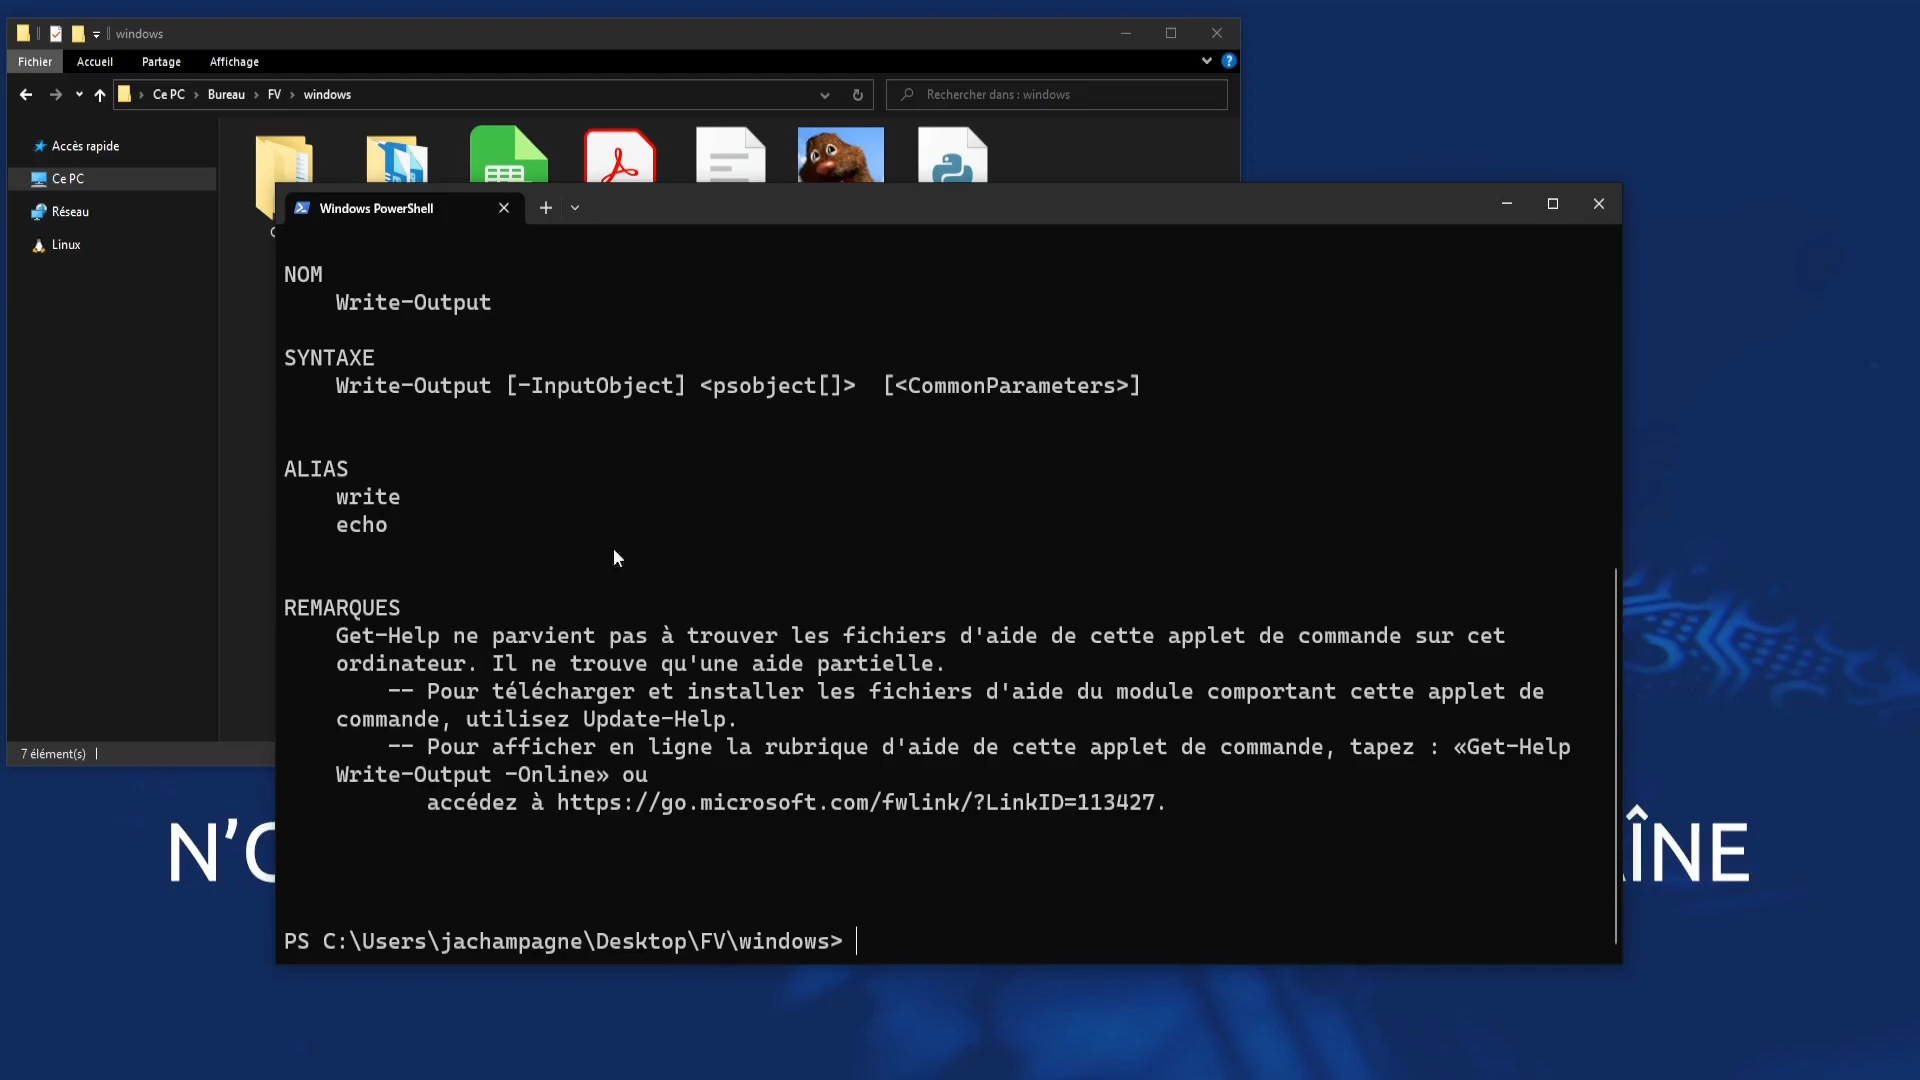 windows
Fichier Accueil Partage Affichage
Ce PC Bureau FV windows
Rechercher dans : windows
Accès rapide
Ce PC
Réseau
Linux
7 élément(s)
Windows PowerShell
NOM
Write-Output
SYNTAXE
Write-Output [-InputObject] <psobject[]>  [<CommonParameters>]
ALIAS
write
echo
REMARQUES
Get-Help ne parvient pas à trouver les fichiers d'aide de cette applet de commande sur cet
ordinateur. Il ne trouve qu'une aide partielle.
-- Pour télécharger et installer les fichiers d'aide du module comportant cette applet de
commande, utilisez Update-Help.
-- Pour afficher en ligne la rubrique d'aide de cette applet de commande, tapez : «Get-Help
Write-Output -Online» ou
accédez à https://go.microsoft.com/fwlink/?LinkID=113427.
PS C:\Users\jachampagne\Desktop\FV\windows>